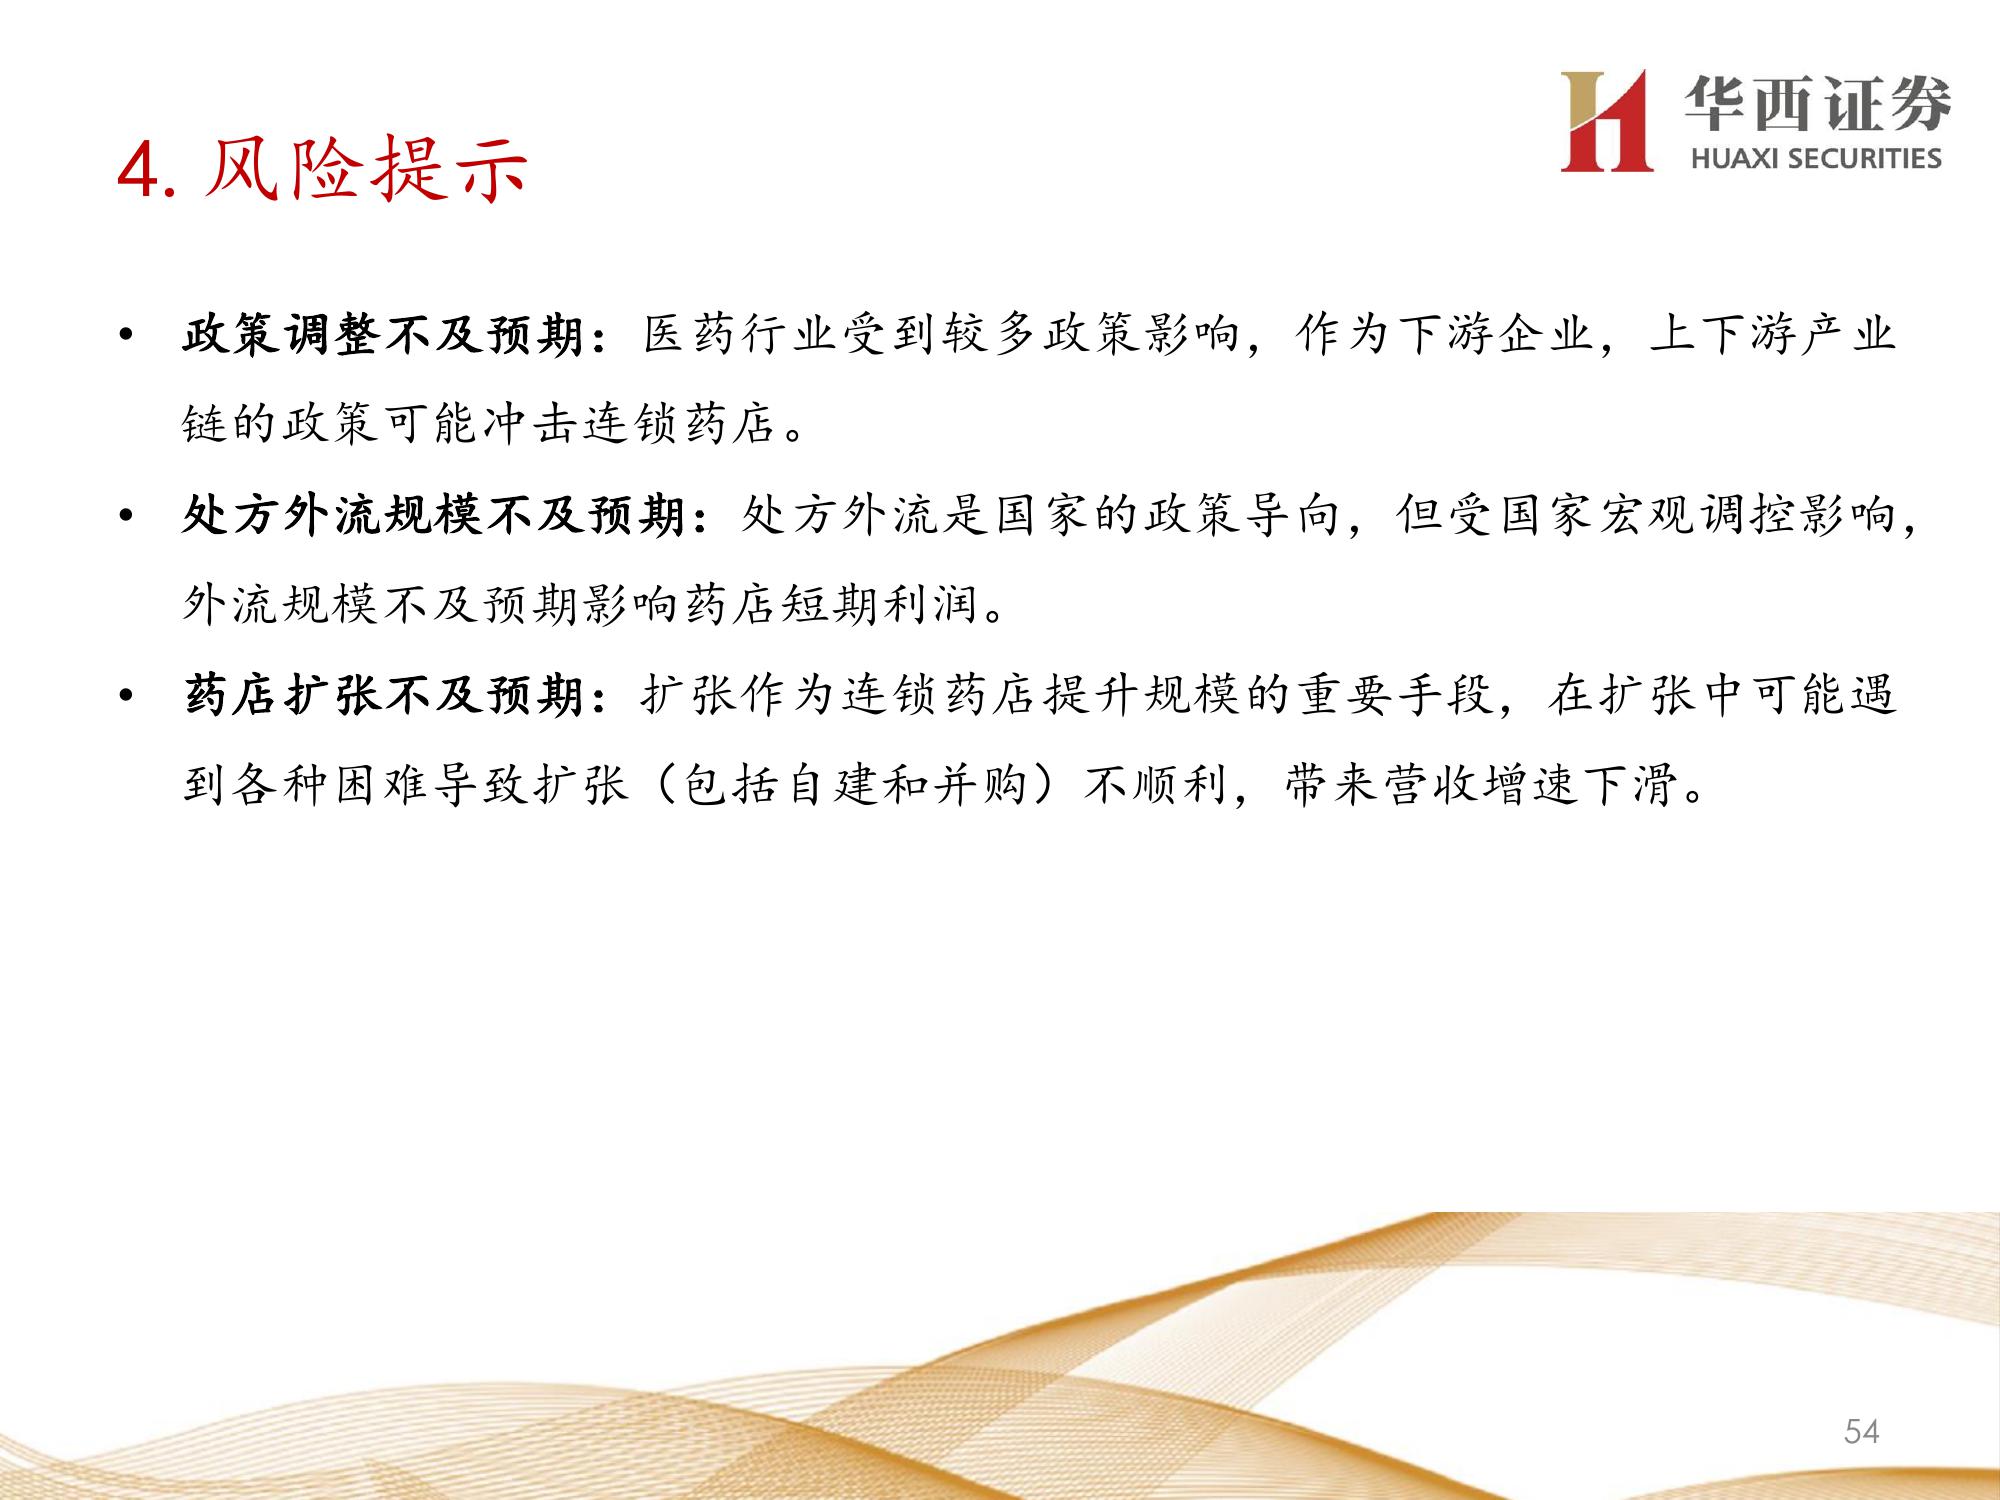 华西证券
HUAXI SECURITIES
4. 风险提示
• 政策调整不及预期：医药行业受到较多政策影响，作为下游企业，上下游产业
链的政策可能冲击连锁药店。
• 处方外流规模不及预期：处方外流是国家的政策导向，但受国家宏观调控影响，
外流规模不及预期影响药店短期利润。
• 药店扩张不及预期：扩张作为连锁药店提升规模的重要手段，在扩张中可能遇
到各种困难导致扩张（包括自建和并购）不顺利，带来营收增速下滑。
54